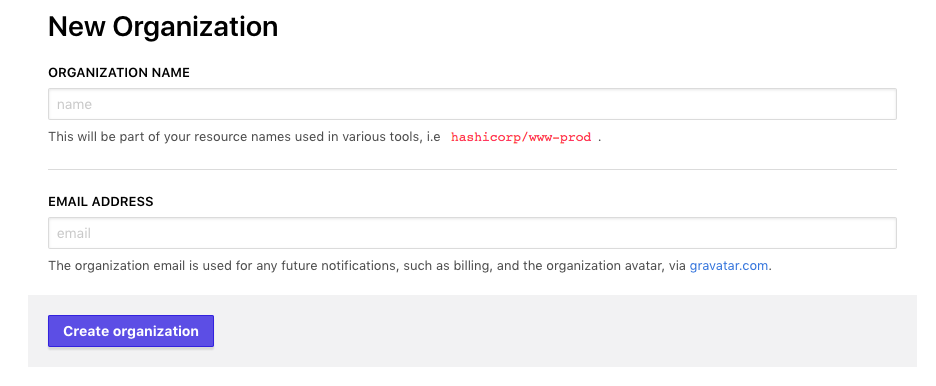 New Organization
ORGANIZATION NAME
name
This will be part of your resource names used in various tools, i.e hashicorp/www-prod .
EMAIL ADDRESS
email
The organization email is used for any future notifications, such as billing, and the organization avatar, via gravatar.com.
Create organization